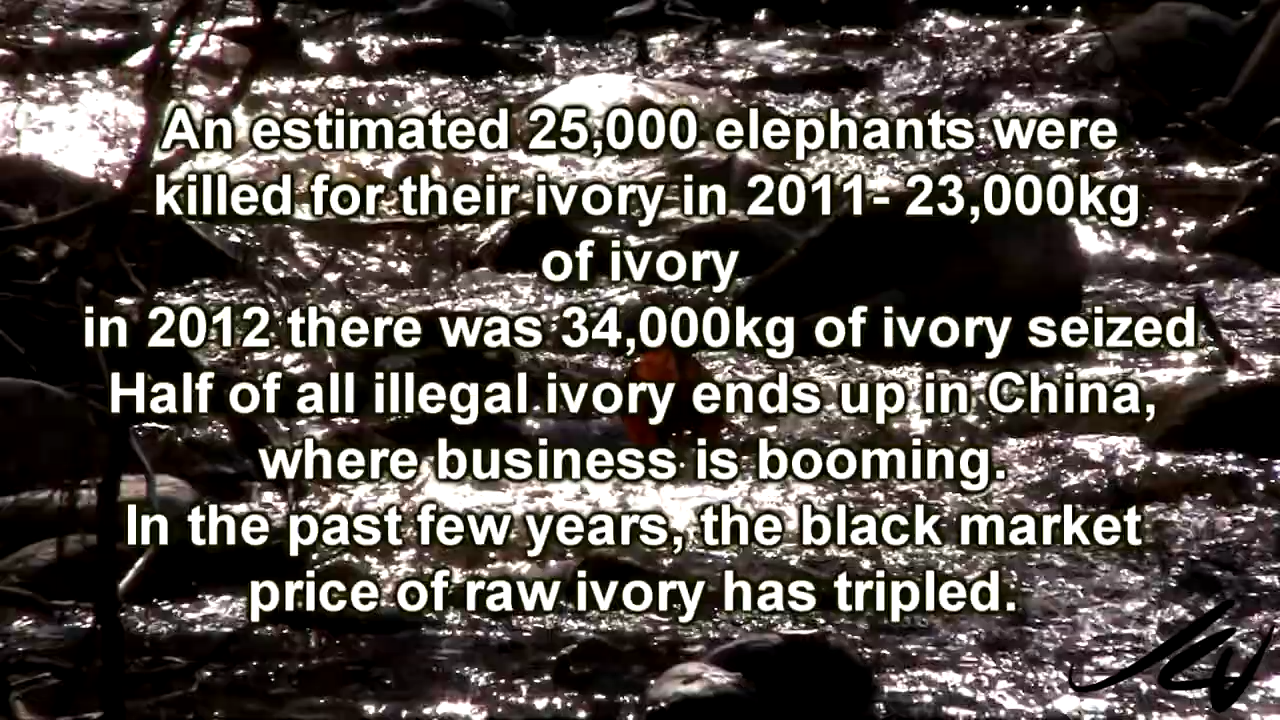 An estimated 25,000 elephants were
killed for their ivory in 2011- 23,000kg
of ivory
in 2012 there was 34,000kg of ivory seized
Half of all illegal ivory ends up in China,
where business is booming.
In the past few years, the black market
price of raw ivory has tripled.